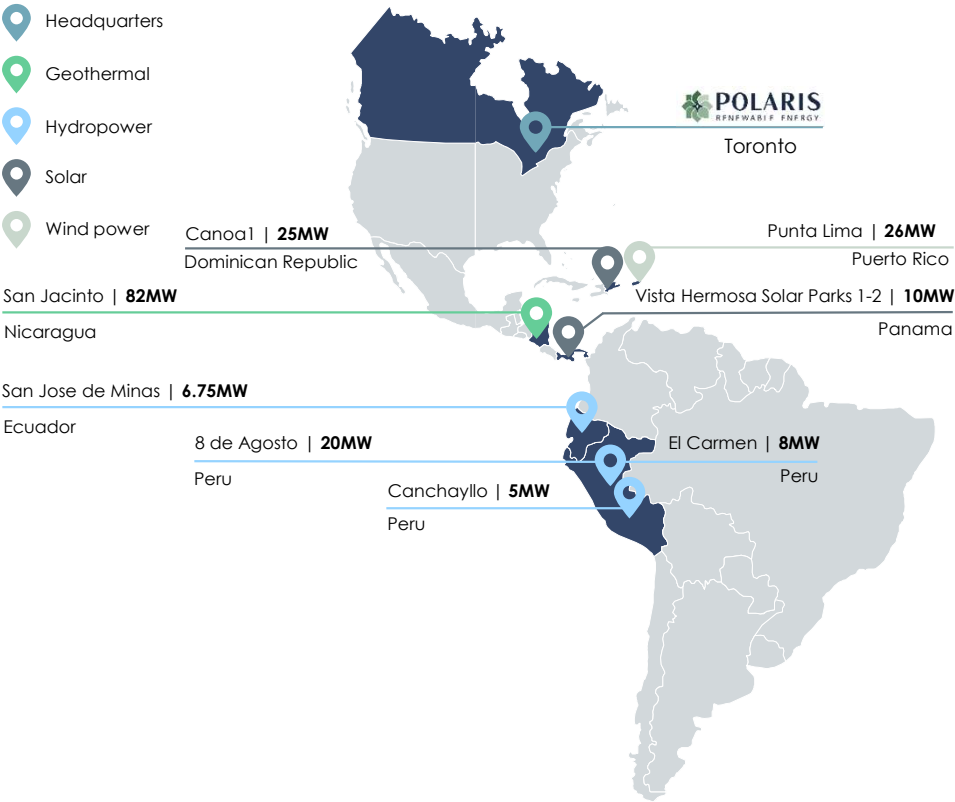 Headquarters
Geothermal
Hydropower
Solar
Wind power
POLARIS
RENEWABLE ENERGY
Toronto
Canoa1 | 25MW
Dominican Republic
Punta Lima | 26MW
Puerto Rico
San Jacinto | 82MW
Nicaragua
Vista Hermosa Solar Parks 1-2 | 10MW
Panama
San Jose de Minas | 6.75MW
Ecuador
8 de Agosto | 20MW
Peru
El Carmen | 8MW
Peru
Canchayllo | 5MW
Peru